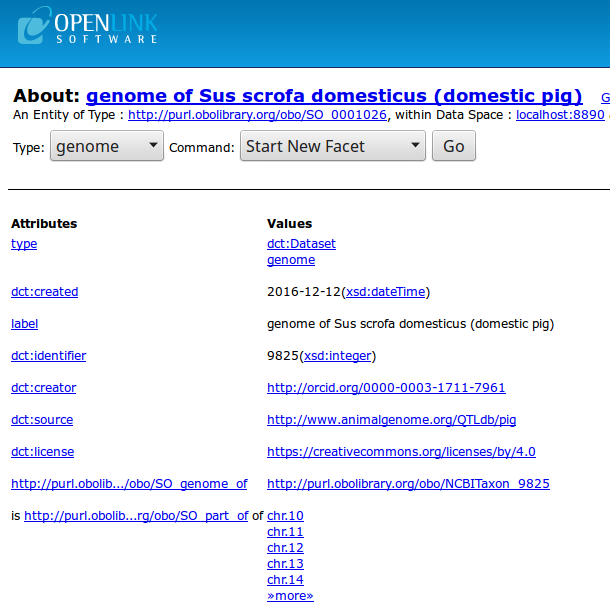 OPENLINK
SOFTWARE
About: genome of Sus scrofa domesticus (domestic pig) G
An Entity of Type : http://purl.obolibrary.org/obo/SO_0001026, within Data Space : localhost:8890
Type: genome Command: Start New Facet Go
Attributes Values
type dct:Dataset
genome
dct:created 2016-12-12(xsd:dateTime)
label genome of Sus scrofa domesticus (domestic pig)
dct:identifier 9825(xsd:integer)
dct:creator http://orcid.org/0000-0003-1711-7961
dct:source http://www.animalgenome.org/QTLdb/pig
dct:license https://creativecommons.org/licenses/by/4.0
http://purl.obolib.../obo/SO_genome_of http://purl.obolibrary.org/obo/NCBITaxon_9825
is http://purl.obolib...rg/obo/SO_part_of of chr.10
chr.11
chr.12
chr.13
chr.14
»more»